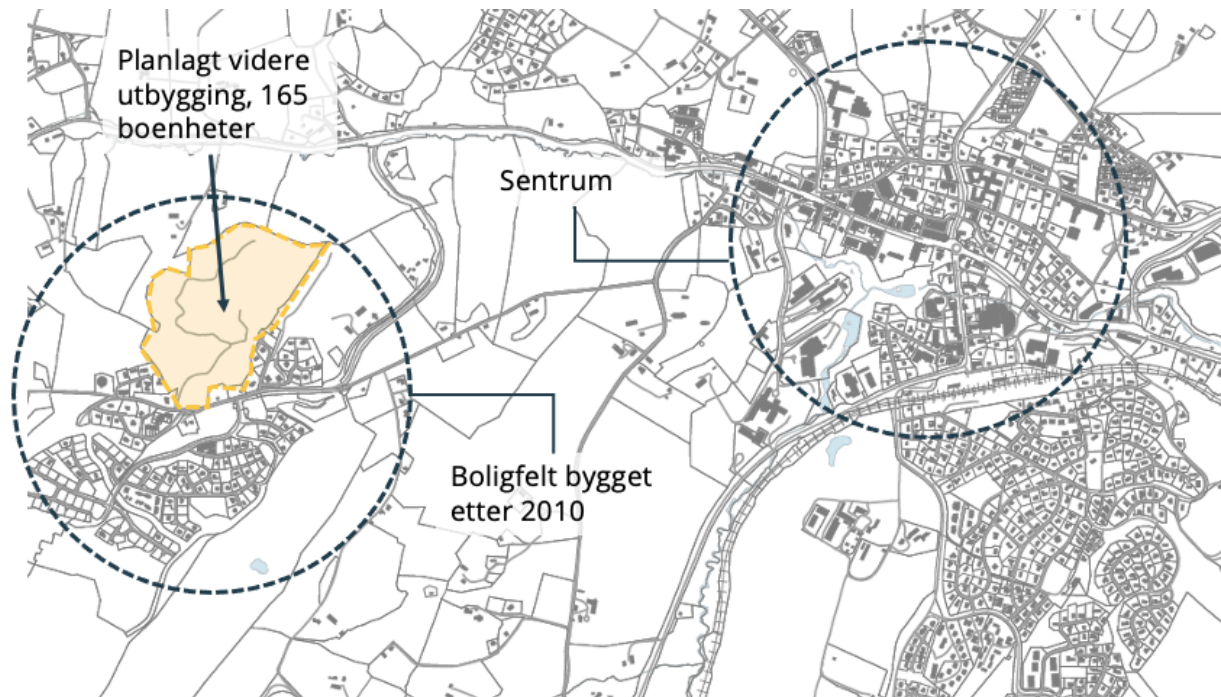 Planlagt videre
utbygging, 165
boenheter
Sentrum
Boligfelt bygget
etter 2010